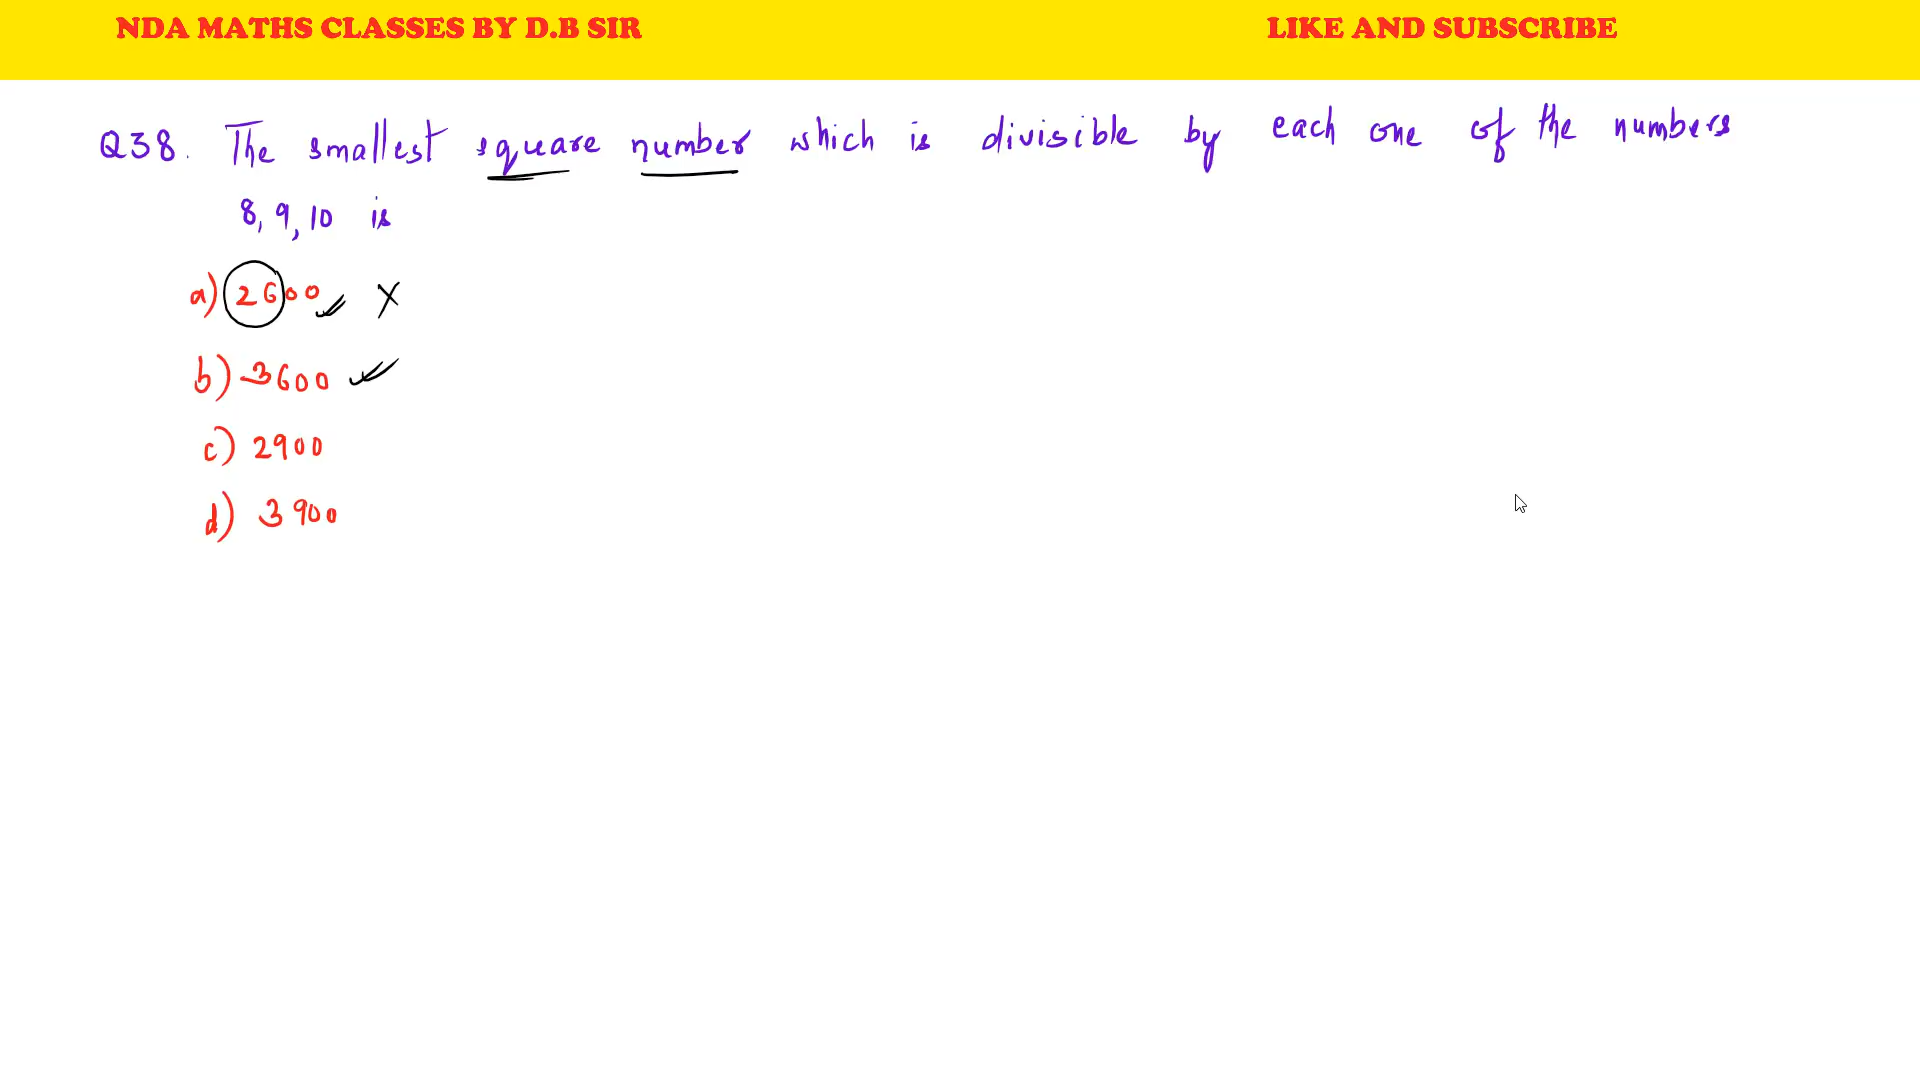 NDA MATHS CLASSES BY D.B SIR LIKE AND SUBSCRIBE
Q38. The smallest square number which is divisible by each one of the numbers
8, 9, 10 is
a) 2600
b) 3600
c) 2900
d) 3900